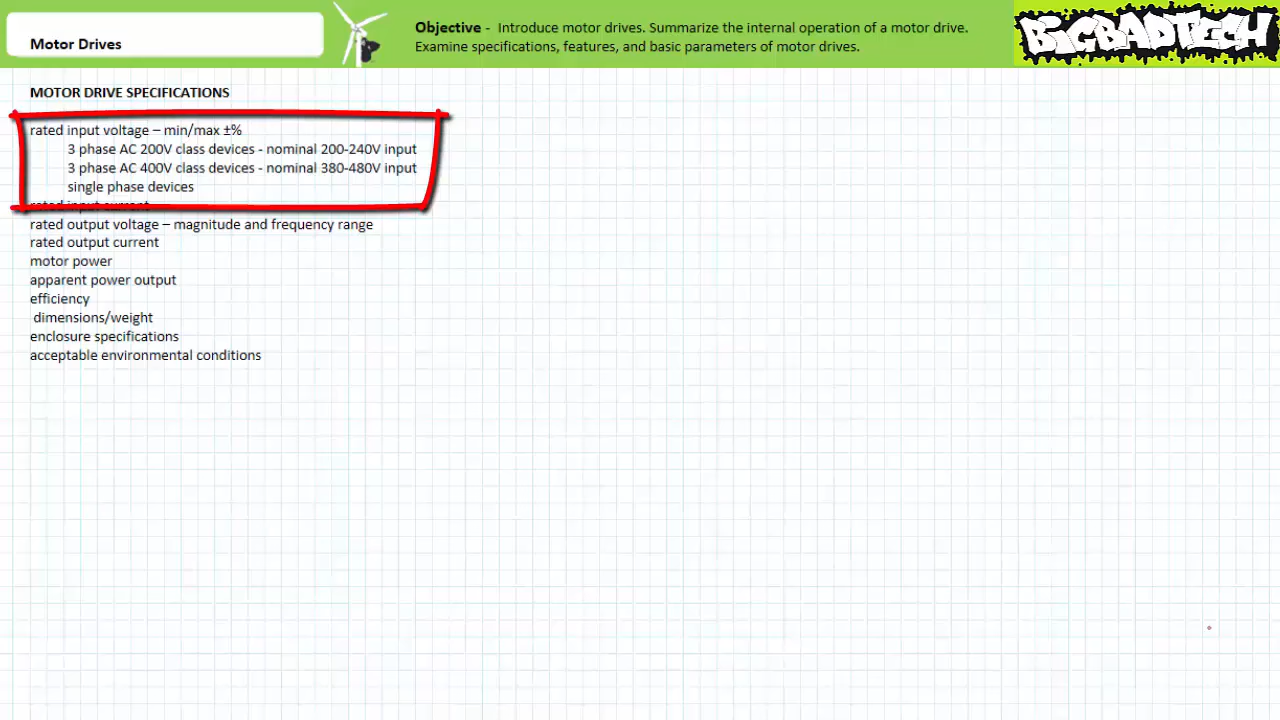 Motor Drives
Objective - Introduce motor drives. Summarize the internal operation of a motor drive.
Examine specifications, features, and basic parameters of motor drives.
BIGBADTECH
MOTOR DRIVE SPECIFICATIONS
rated input voltage – min/max ±%
3 phase AC 200V class devices - nominal 200-240V input
3 phase AC 400V class devices - nominal 380-480V input
single phase devices
rated input current
rated output voltage – magnitude and frequency range
rated output current
motor power
apparent power output
efficiency
dimensions/weight
enclosure specifications
acceptable environmental conditions